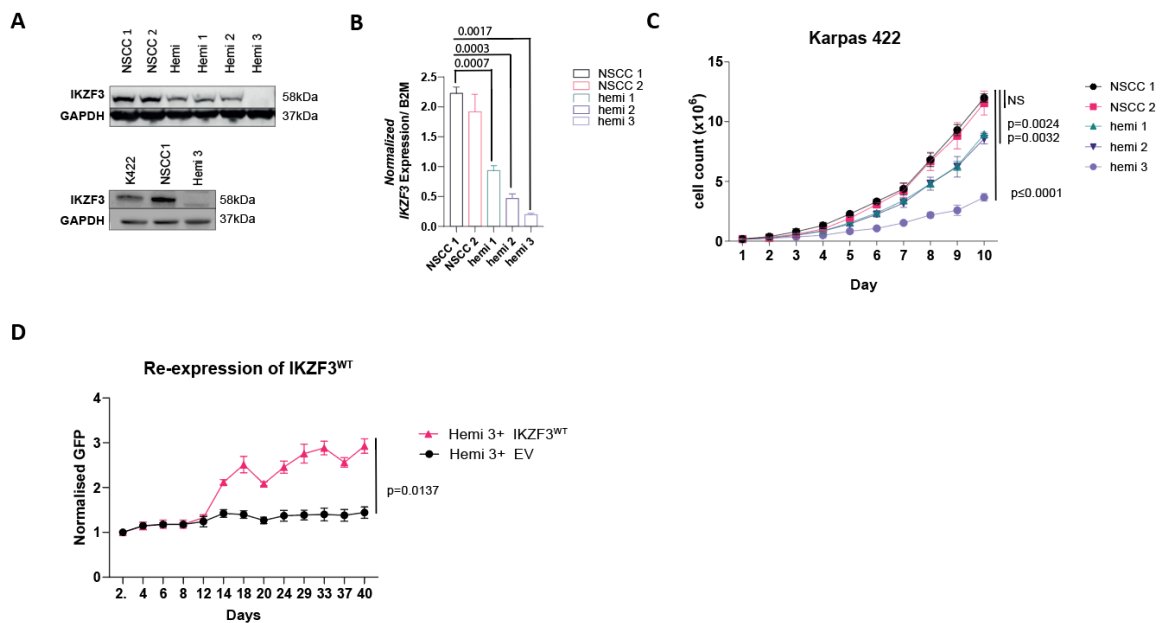 A
NSCC 1
NSCC 2
Hemi
Hemi 1
Hemi 2
Hemi 3
IKZF3
58kDa
GAPDH
37kDa
K422
NSCC1
Hemi 3
IKZF3
58kDa
GAPDH
37kDa
B
0.0017
0.0003
0.0007
Normalized
IKZF3 Expression/ B2M
2.5
2.0
1.5
1.0
0.5
0.0
NSCC 1
NSCC 2
hemi 1
hemi 2
hemi 3
NSCC 1
NSCC 2
hemi 1
hemi 2
hemi 3
C
Karpas 422
cell count (x10⁶)
15
10
5
0
1 2 3 4 5 6 7 8 9 10
Day
NS
p=0.0024
p=0.0032
p≤0.0001
NSCC 1
NSCC 2
hemi 1
hemi 2
hemi 3
D
Re-expression of IKZF3ᵂᵀ
Normalised GFP
4
3
2
1
0
2. 4 6 8 12 14 18 20 24 29 33 37 40
Days
Hemi 3+ IKZF3ᵂᵀ
Hemi 3+ EV
p=0.0137